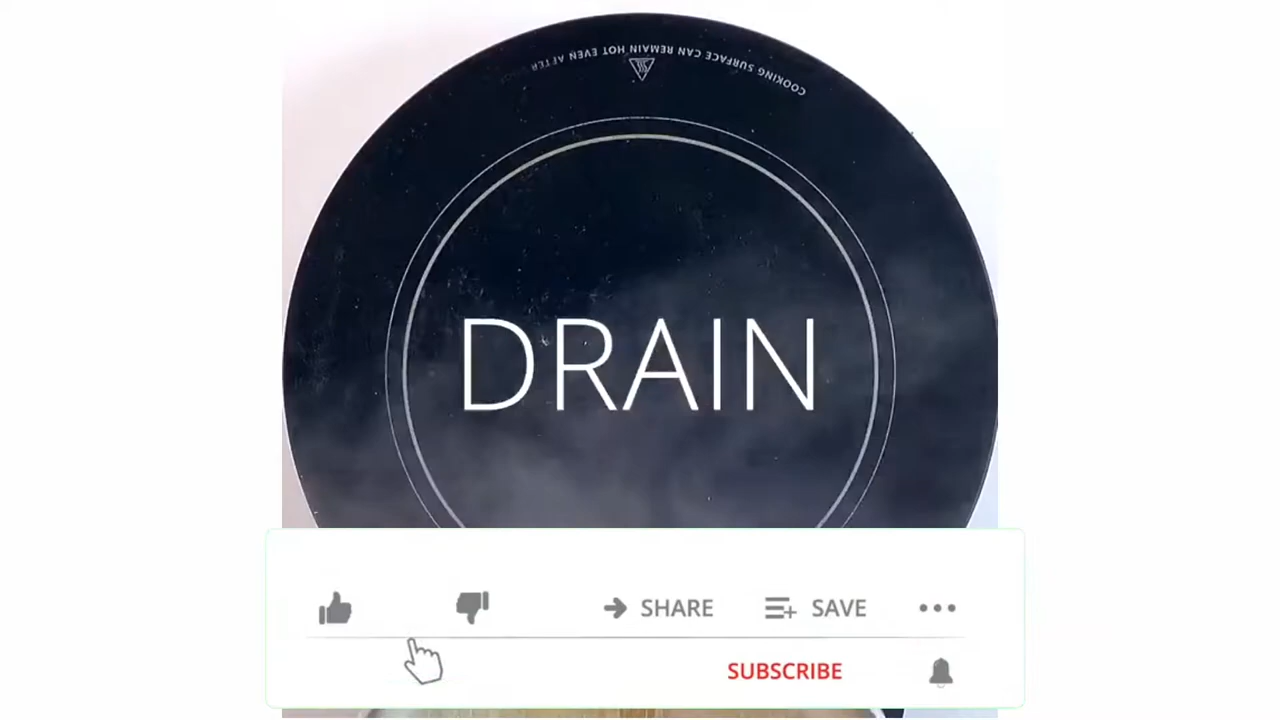 COOKING SURFACE CAN REMAIN HOT EVEN AFTER
DRAIN
SHARE
SAVE
SUBSCRIBE